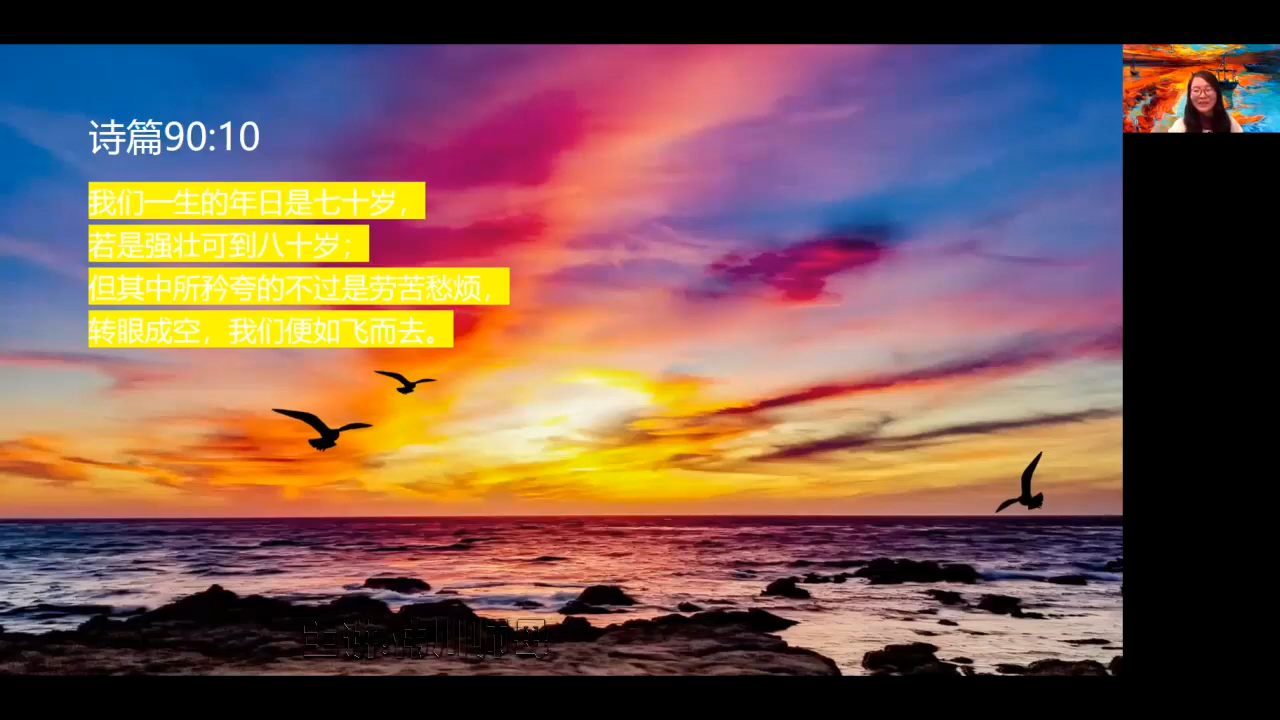 诗篇90:10
我们一生的年日是七十岁，
若是强壮可到八十岁；
但其中所矜夸的不过是劳苦愁烦，
转眼成空，我们便如飞而去。